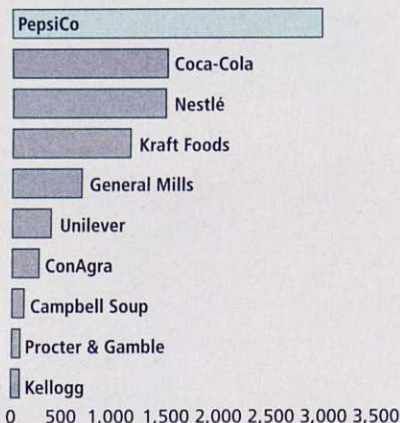 PepsiCo
Coca-Cola
Nestlé
Kraft Foods
General Mills
Unilever
ConAgra
Campbell Soup
Procter & Gamble
Kellogg
0 500 1,000 1,500 2,000 2,500 3,000 3,500